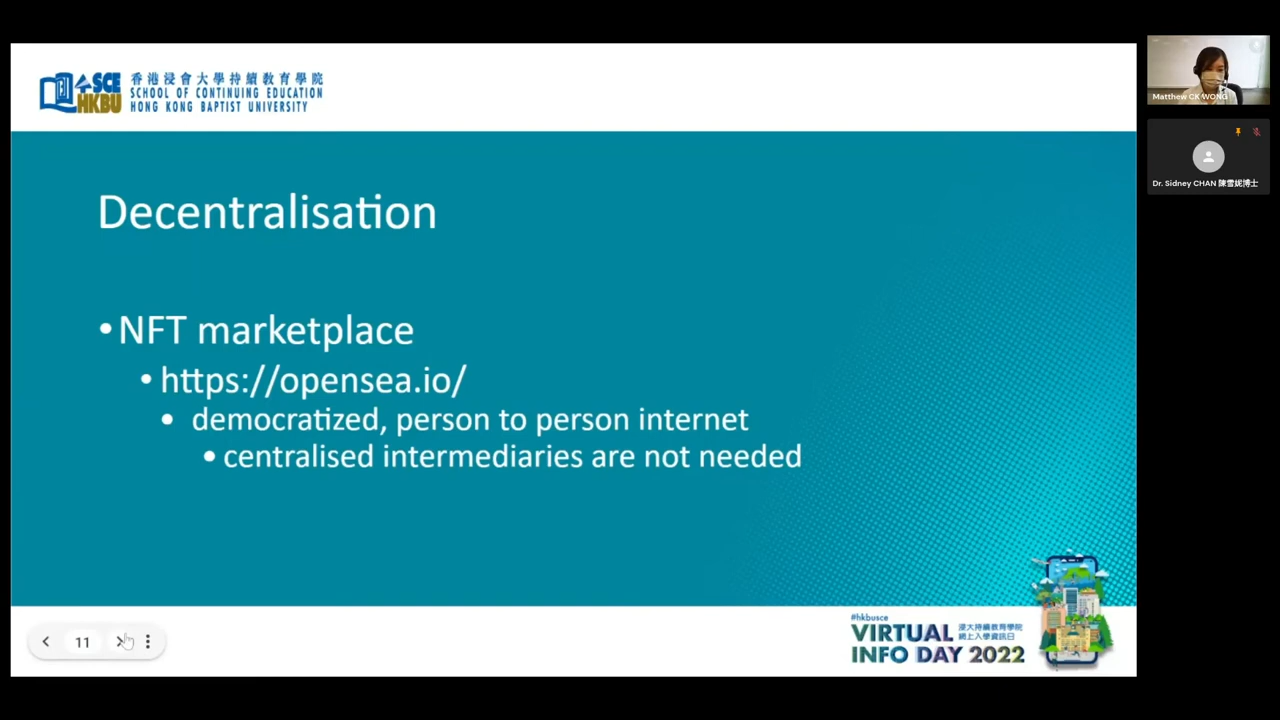 SCE
HKBU
香港浸會大學持續教育學院
SCHOOL OF CONTINUING EDUCATION
HONG KONG BAPTIST UNIVERSITY
Decentralisation
•NFT marketplace
• https://opensea.io/
• democratized, person to person internet
• centralised intermediaries are not needed
11
#hkbusce
VIRTUAL
INFO DAY 2022
浸大持續教育學院
網上入學資訊日
Matthew CK WONG
Dr. Sidney CHAN 陳雪妮博士